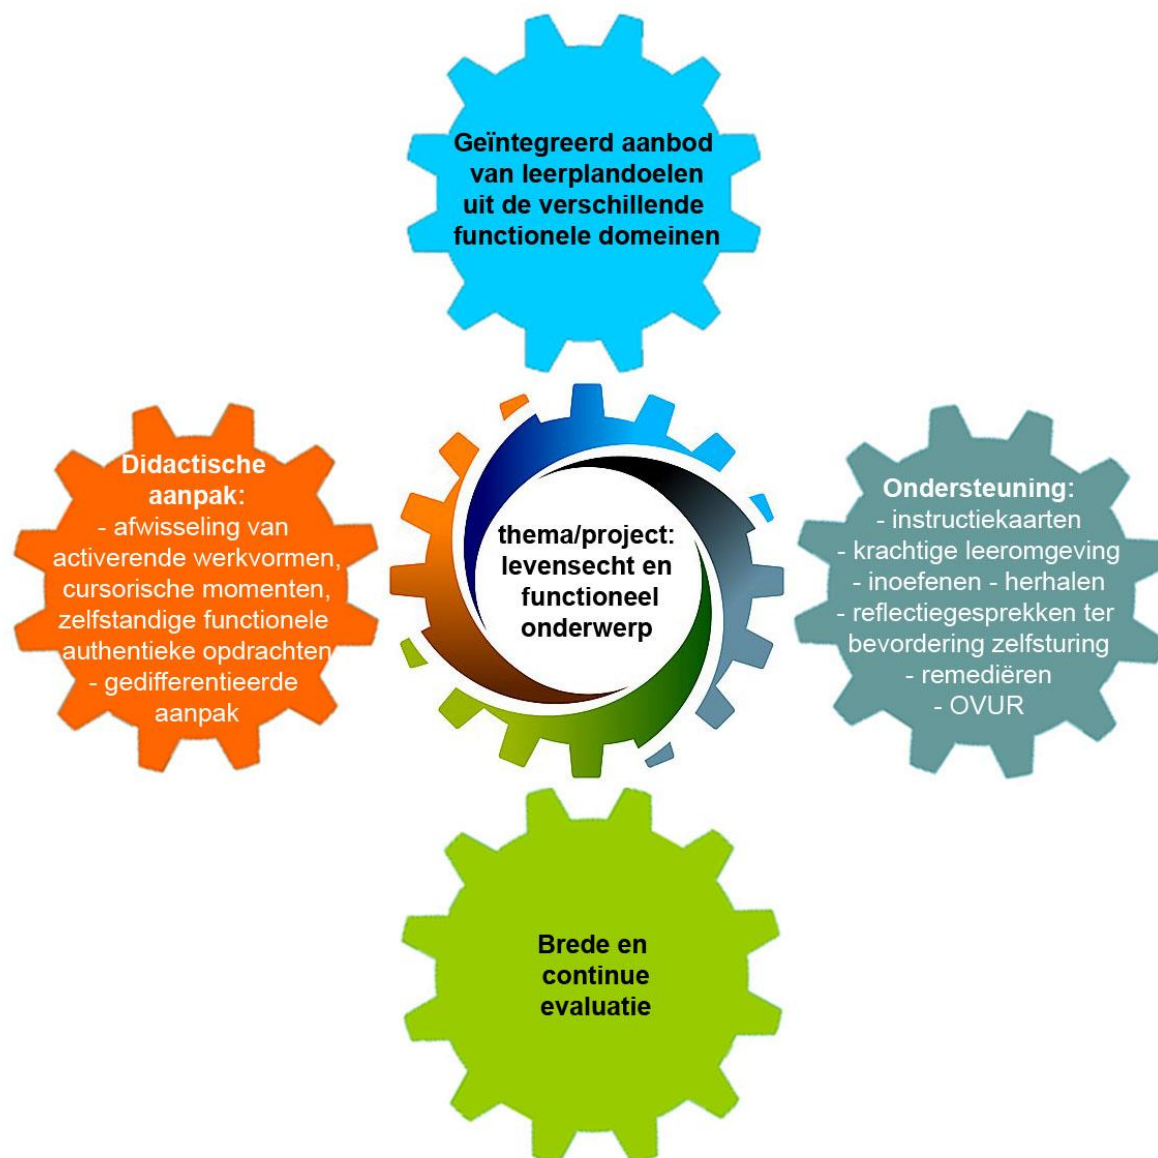 Geïntegreerd aanbod
van leerplandoelen
uit de verschillende
functionele domeinen
Didactische
aanpak:
- afwisseling van
activerende werkvormen,
cursorische momenten,
zelfstandige functionele
authentieke opdrachten
- gedifferentieerde
aanpak
thema/project:
levensecht en
functioneel
onderwerp
Ondersteuning:
- instructiekaarten
- krachtige leeromgeving
- inoefenen - herhalen
- reflectiegesprekken ter
bevordering zelfsturing
- remediëren
- OVUR
Brede en
continue
evaluatie